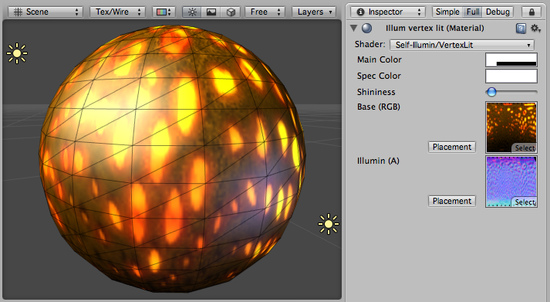 Scene Tex/Wire Free Layers
Inspector Simple Full Debug
Illum vertex lit (Material)
Shader: Self-Illumin/VertexLit
Main Color
Spec Color
Shininess
Base (RGB)
Placement Select
Illumin (A)
Placement Select